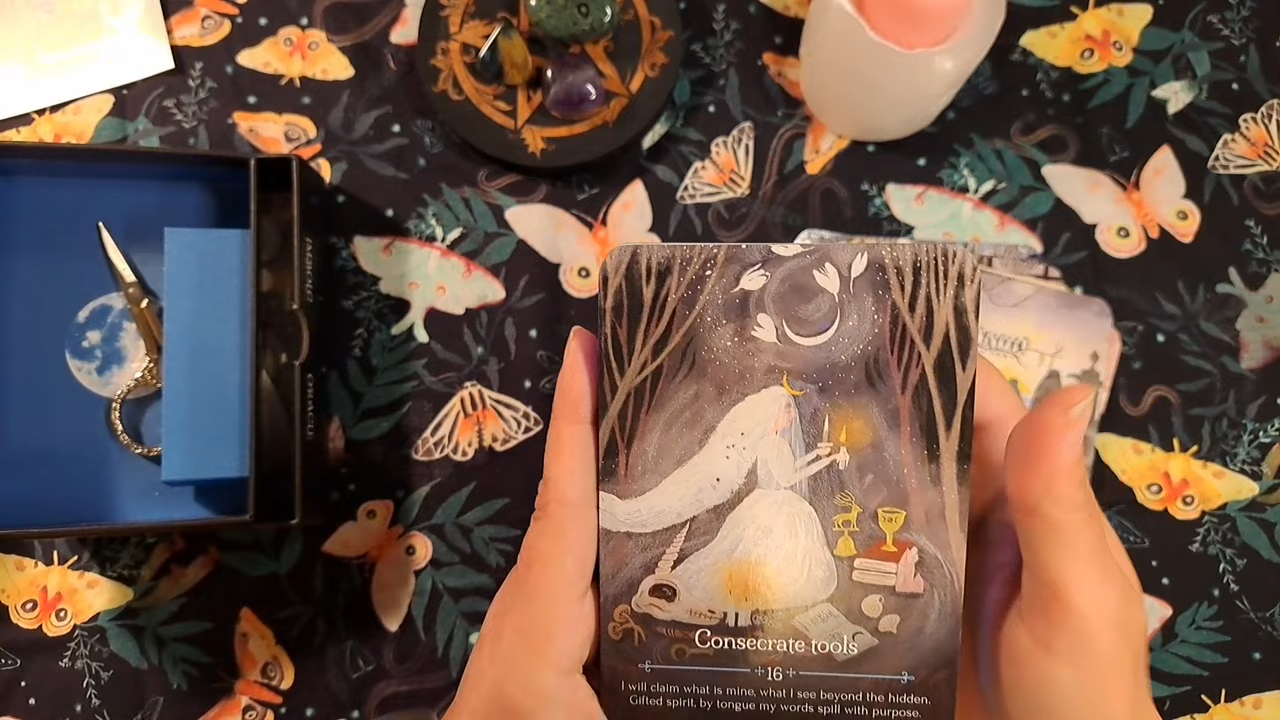 Consecrate tools
16
I will claim what is mine, what I see beyond the hidden.
Gifted spirit, by tongue my words spill with purpose.
ORACLE